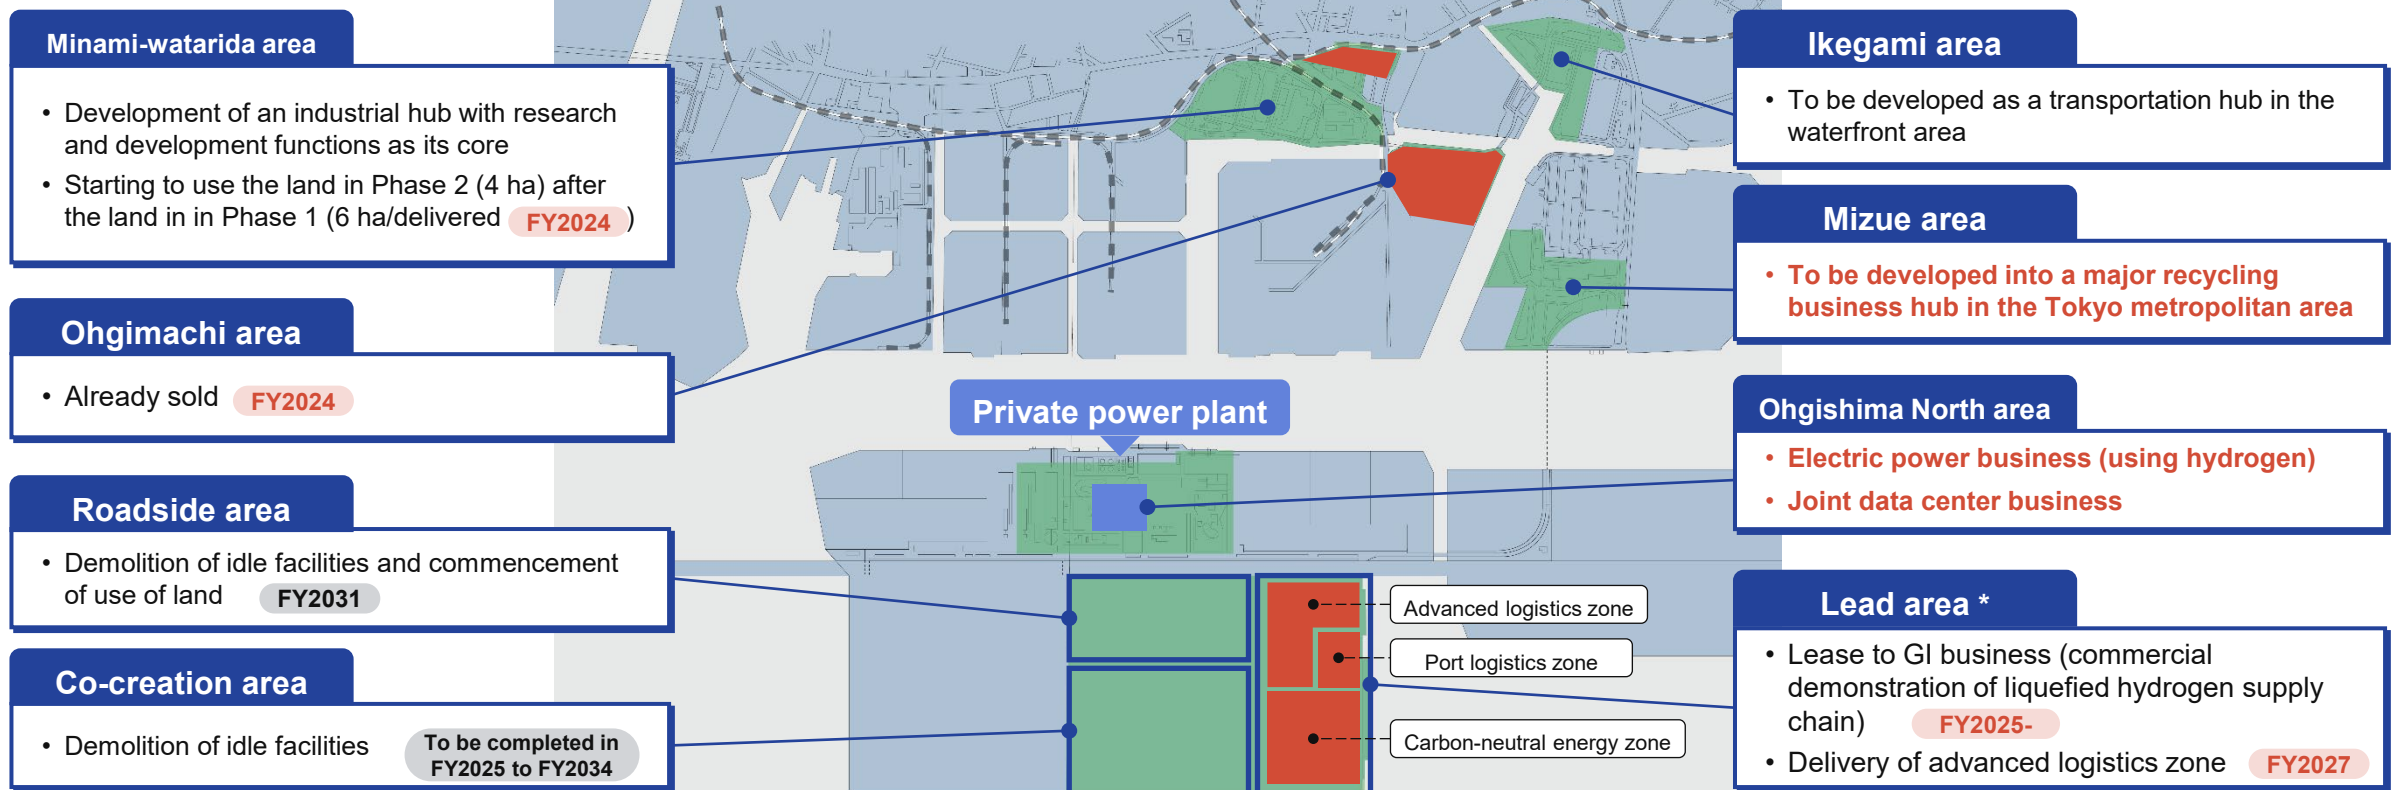 Minami-watarida area
• Development of an industrial hub with research
and development functions as its core
• Starting to use the land in Phase 2 (4 ha) after
the land in in Phase 1 (6 ha/delivered FY2024 )
Ohgimachi area
• Already sold FY2024
Roadside area
• Demolition of idle facilities and commencement
of use of land FY2031
Co-creation area
• Demolition of idle facilities
To be completed in
FY2025 to FY2034
Private power plant
Advanced logistics zone
Port logistics zone
Carbon-neutral energy zone
Ikegami area
• To be developed as a transportation hub in the
waterfront area
Mizue area
• To be developed into a major recycling
business hub in the Tokyo metropolitan area
Ohgishima North area
• Electric power business (using hydrogen)
• Joint data center business
Lead area *
• Lease to GI business (commercial
demonstration of liquefied hydrogen supply
chain) FY2025-
• Delivery of advanced logistics zone FY2027